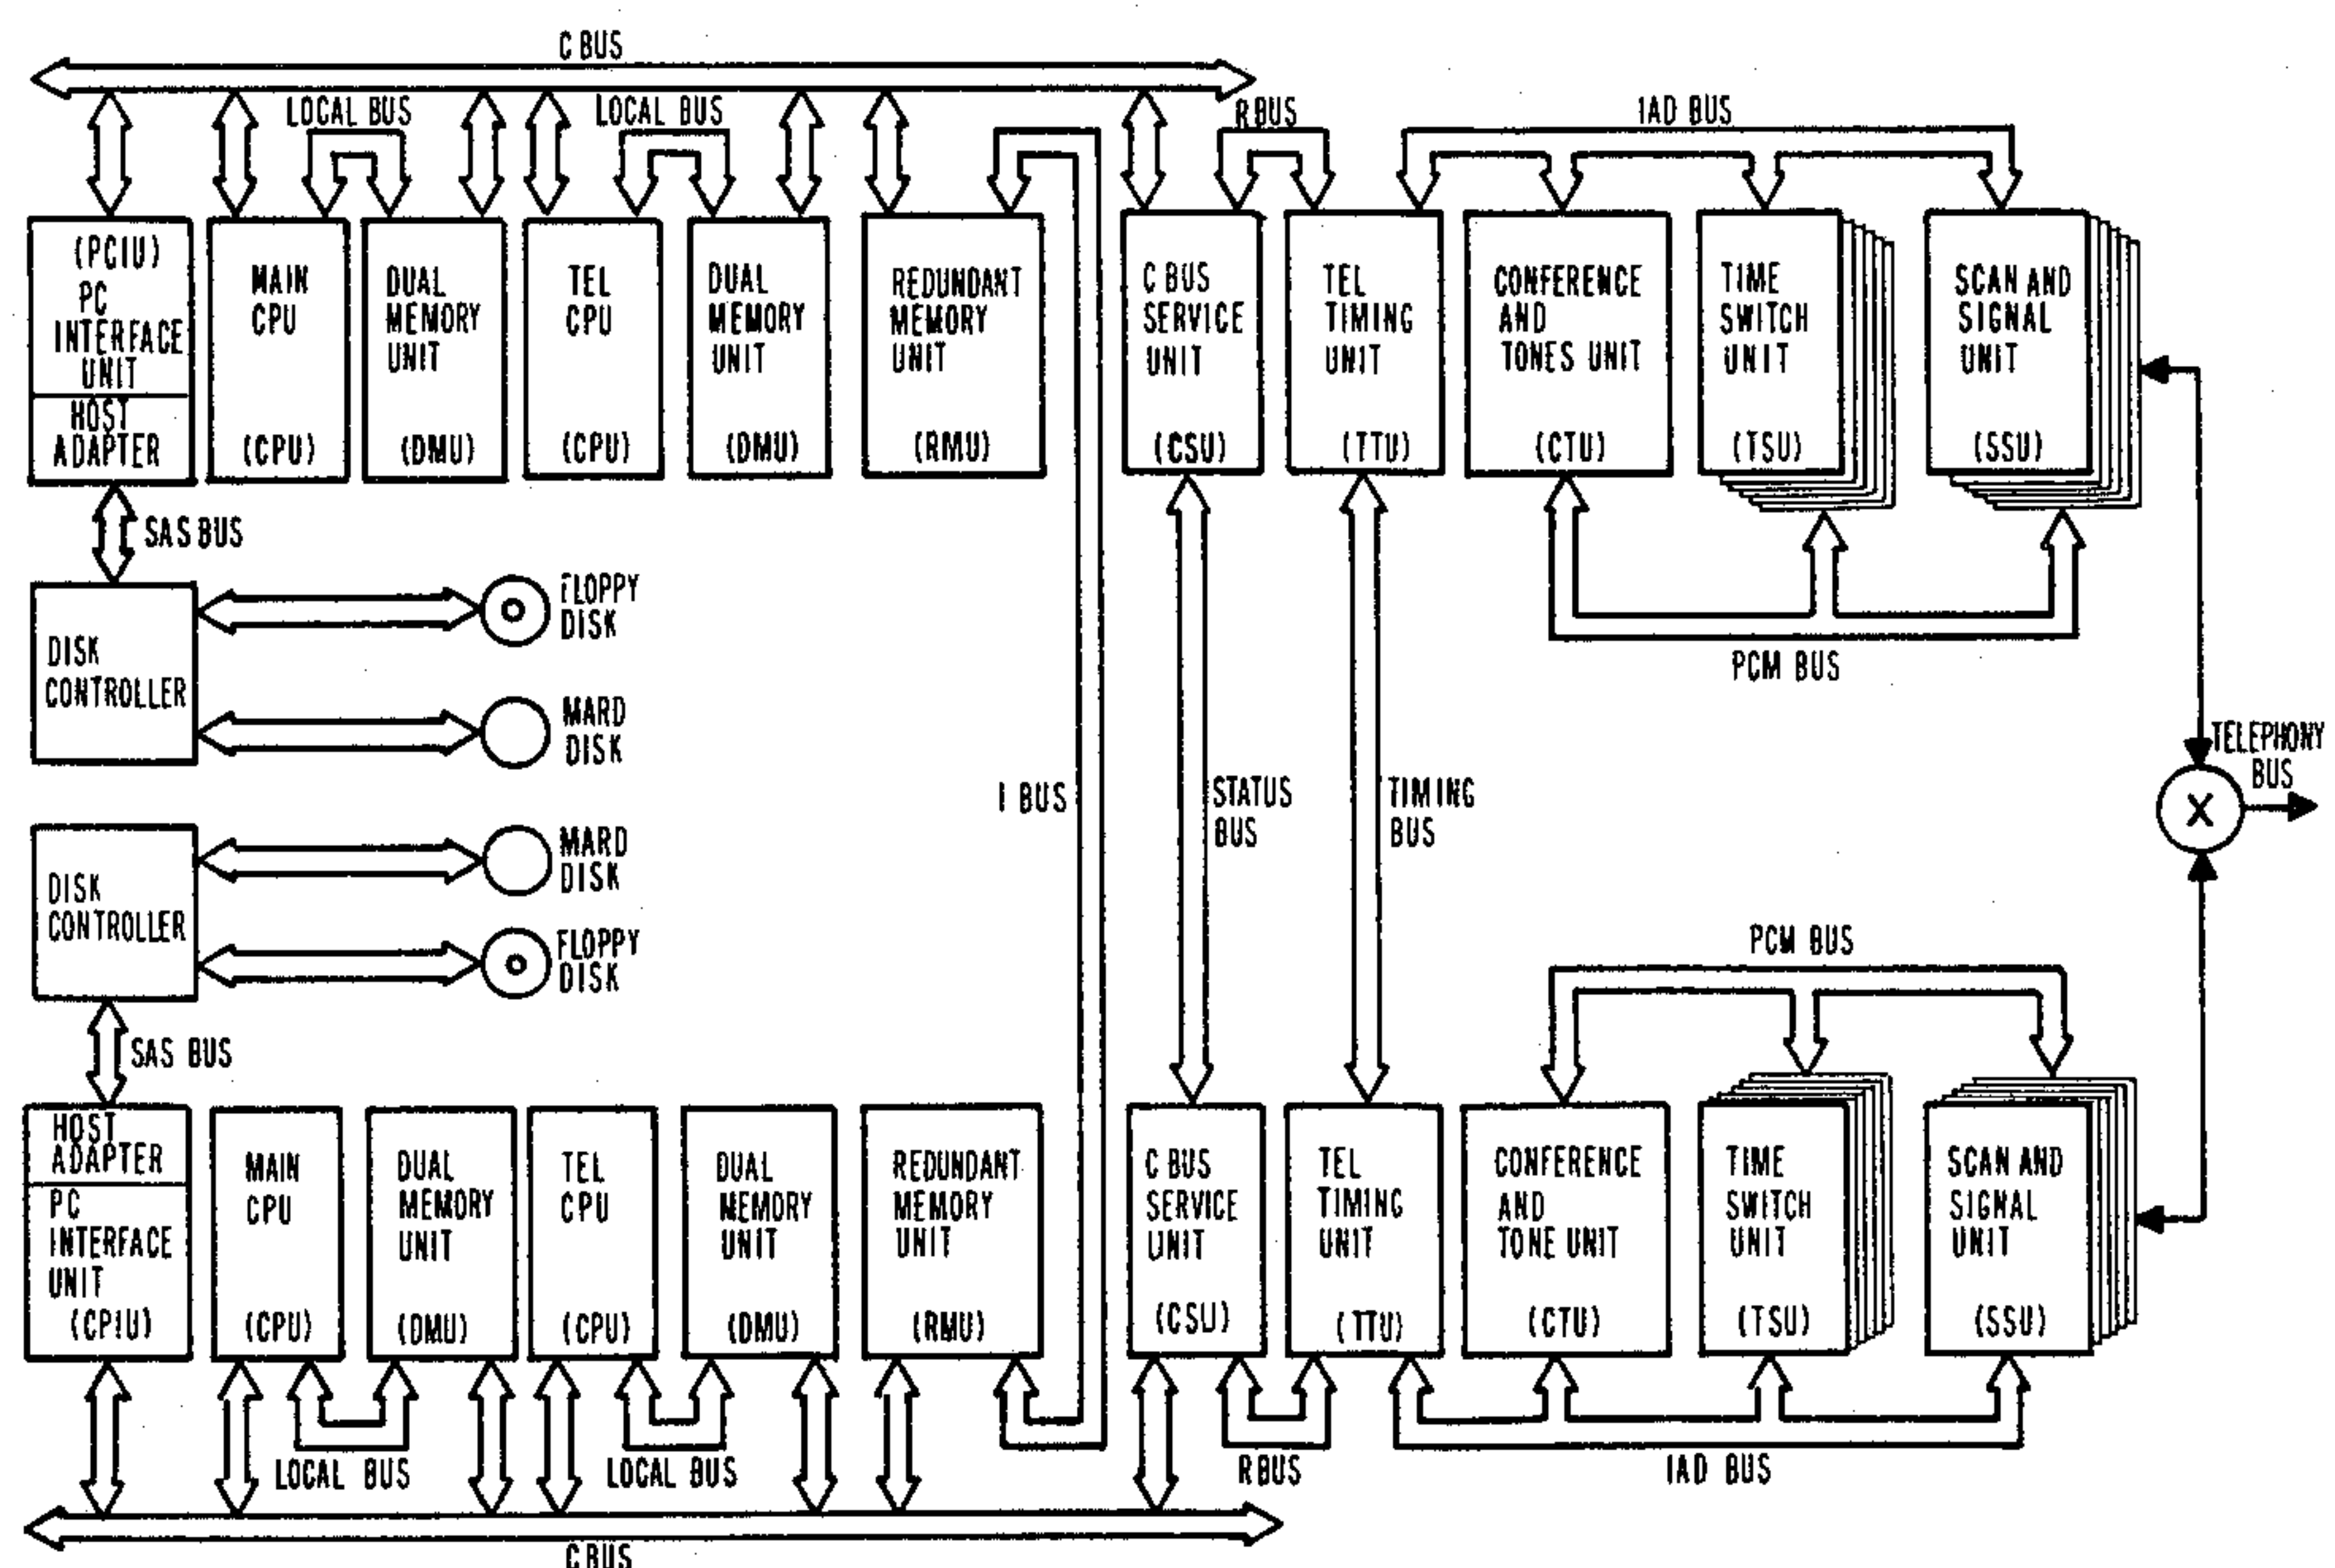 C BUS
LOCAL BUS
LOCAL BUS
R BUS
IAD BUS
(PCIU)
PC
INTERFACE
UNIT
HOST
ADAPTER
MAIN
CPU
(CPU)
DUAL
MEMORY
UNIT
(DMU)
TEL
CPU
(CPU)
DUAL
MEMORY
UNIT
(DMU)
REDUNDANT
MEMORY
UNIT
(RMU)
C BUS
SERVICE
UNIT
(CSU)
TEL
TIMING
UNIT
(TTU)
CONFERENCE
AND
TONES UNIT
(CTU)
TIME
SWITCH
UNIT
(TSU)
SCAN AND
SIGNAL
UNIT
(SSU)
SAS BUS
FLOPPY
DISK
DISK
CONTROLLER
MARD
DISK
PCM BUS
TELEPHONY
BUS
X
I BUS
STATUS
BUS
TIMING
BUS
MARD
DISK
DISK
CONTROLLER
FLOPPY
DISK
PCM BUS
SAS BUS
HOST
ADAPTER
PC
INTERFACE
UNIT
(CPIU)
MAIN
CPU
(CPU)
DUAL
MEMORY
UNIT
(DMU)
TEL
CPU
(CPU)
DUAL
MEMORY
UNIT
(DMU)
REDUNDANT
MEMORY
UNIT
(RMU)
C BUS
SERVICE
UNIT
(CSU)
TEL
TIMING
UNIT
(TTU)
CONFERENCE
AND
TONE UNIT
(CTU)
TIME
SWITCH
UNIT
(TSU)
SCAN AND
SIGNAL
UNIT
(SSU)
LOCAL BUS
LOCAL BUS
R BUS
IAD BUS
C BUS